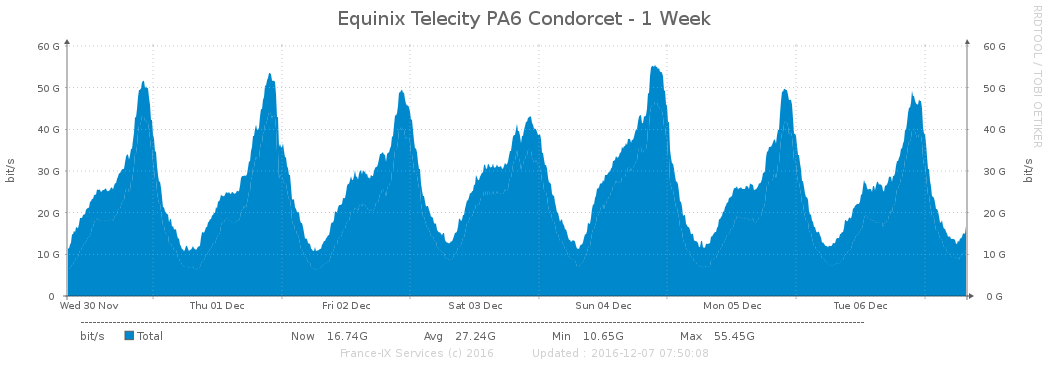 Equinix Telecity PA6 Condorcet - 1 Week
RRDTOOL / TOBI OETIKER
60 G 60 G
50 G 50 G
40 G 40 G
30 G 30 G
20 G 20 G
10 G 10 G
0 0 G
bit/s
bit/s
Wed 30 Nov Thu 01 Dec Fri 02 Dec Sat 03 Dec Sun 04 Dec Mon 05 Dec Tue 06 Dec
bit/s Total Now 16.74G Avg 27.24G Min 10.65G Max 55.45G
France-IX Services (c) 2016 Updated : 2016-12-07 07:50:08